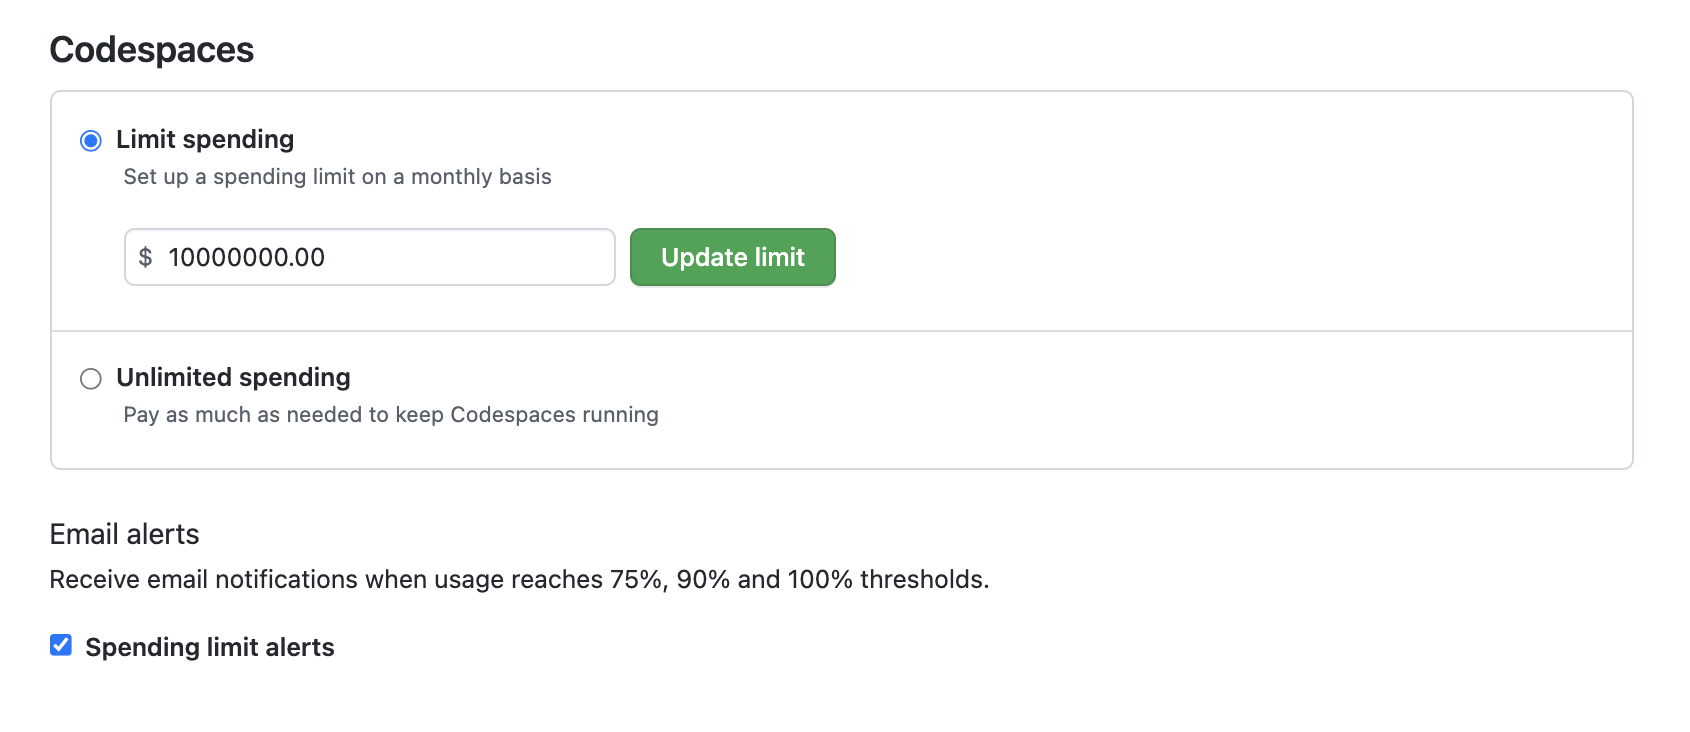 Codespaces
Limit spending
Set up a spending limit on a monthly basis
$ 10000000.00 Update limit
Unlimited spending
Pay as much as needed to keep Codespaces running
Email alerts
Receive email notifications when usage reaches 75%, 90% and 100% thresholds.
Spending limit alerts